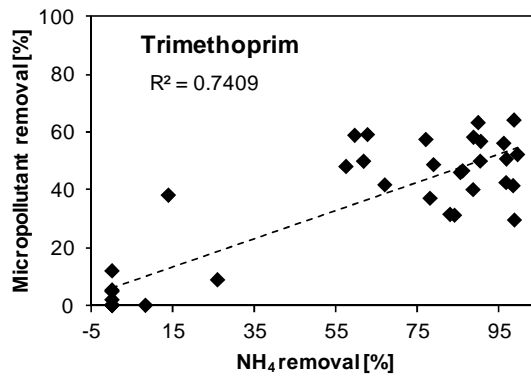 Trimethoprim
R² = 0.7409
Micropollutant removal [%]
100
80
60
40
20
0
-5 15 35 55 75 95
NH₄ removal [%]